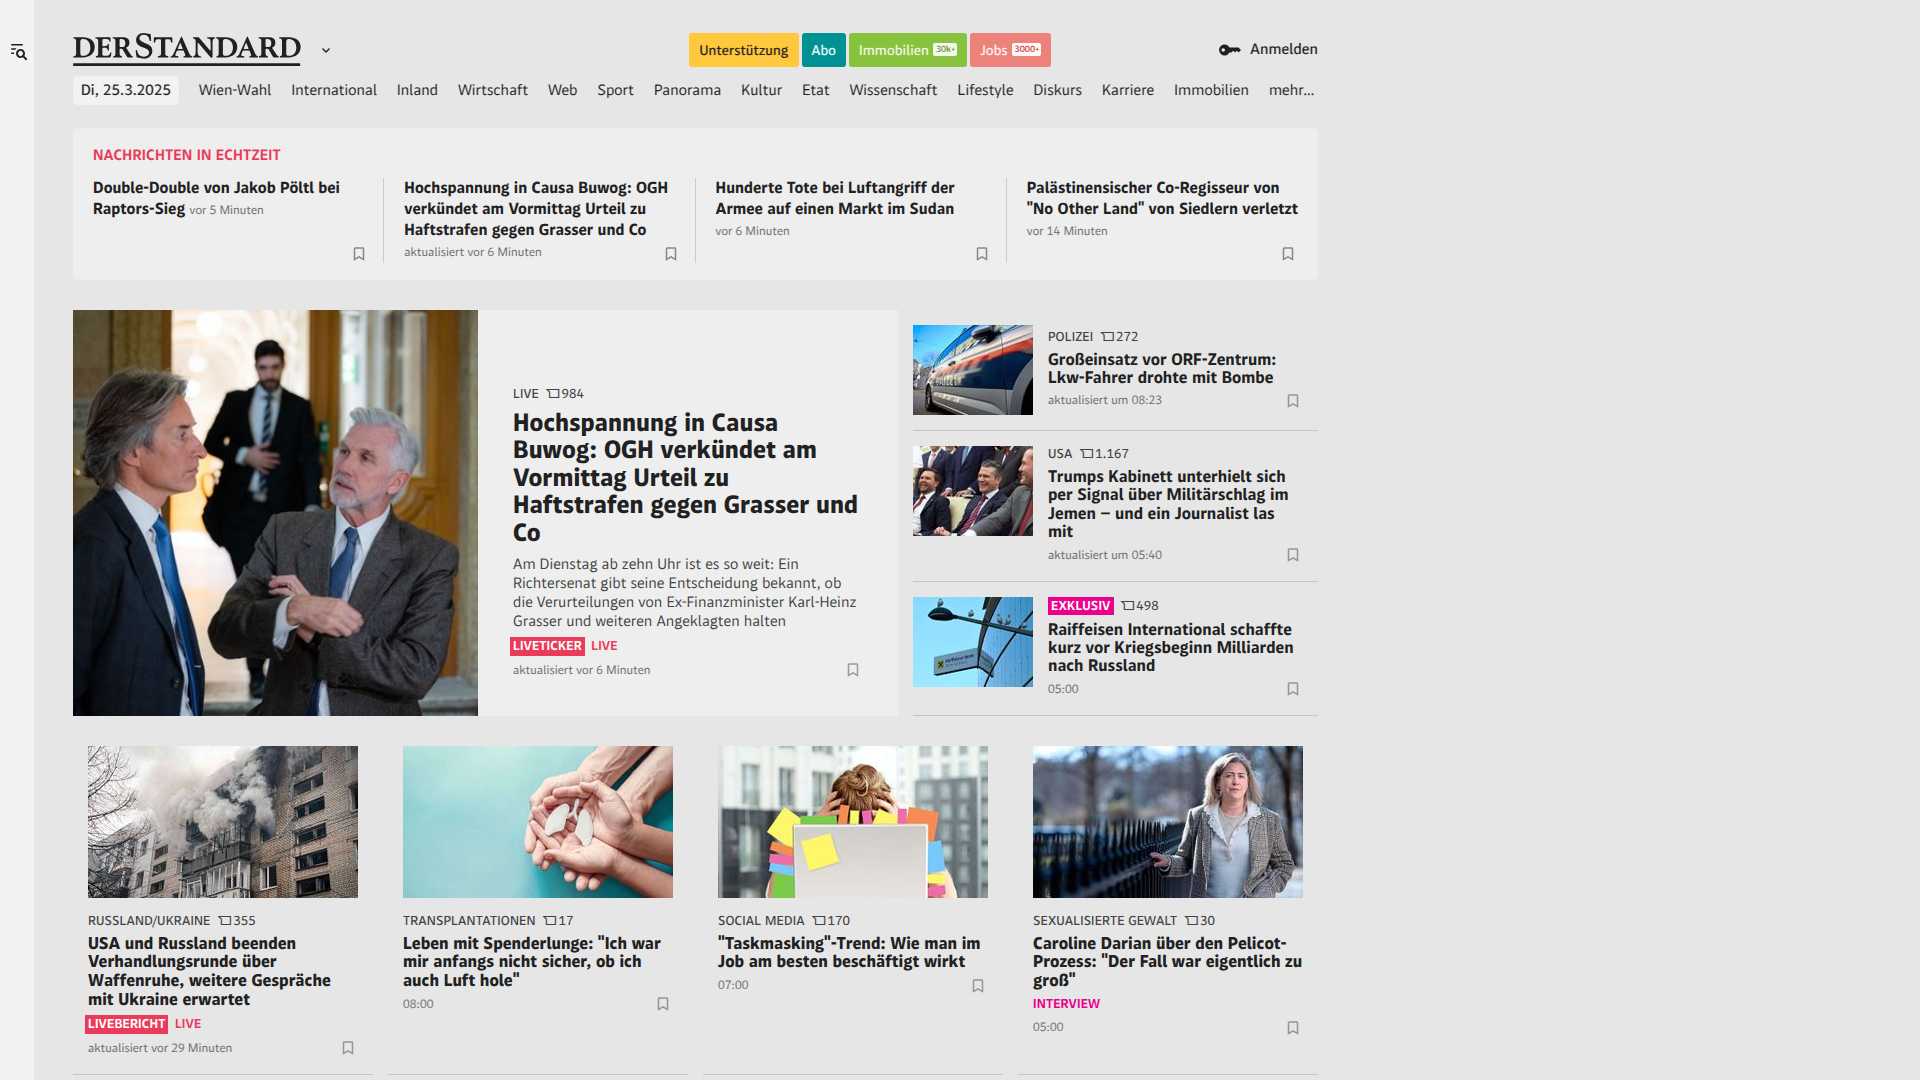 DERSTANDARD
Unterstützung
Abo
Immobilien 30k+
Jobs 3000+
Anmelden
Di, 25.3.2025
Wien-Wahl
International
Inland
Wirtschaft
Web
Sport
Panorama
Kultur
Etat
Wissenschaft
Lifestyle
Diskurs
Karriere
Immobilien
mehr...
NACHRICHTEN IN ECHTZEIT
Double-Double von Jakob Pöltl bei
Raptors-Sieg vor 5 Minuten
Hochspannung in Causa Buwog: OGH
verkündet am Vormittag Urteil zu
Haftstrafen gegen Grasser und Co
aktualisiert vor 6 Minuten
Hunderte Tote bei Luftangriff der
Armee auf einen Markt im Sudan
vor 6 Minuten
Palästinensischer Co-Regisseur von
"No Other Land" von Siedlern verletzt
vor 14 Minuten
LIVE 984
Hochspannung in Causa
Buwog: OGH verkündet am
Vormittag Urteil zu
Haftstrafen gegen Grasser und
Co
Am Dienstag ab zehn Uhr ist es so weit: Ein
Richtersenat gibt seine Entscheidung bekannt, ob
die Verurteilungen von Ex-Finanzminister Karl-Heinz
Grasser und weiteren Angeklagten halten
LIVETICKER LIVE
aktualisiert vor 6 Minuten
POLIZEI 272
Großeinsatz vor ORF-Zentrum:
Lkw-Fahrer drohte mit Bombe
aktualisiert um 08:23
USA 1.167
Trumps Kabinett unterhielt sich
per Signal über Militärschlag im
Jemen – und ein Journalist las
mit
aktualisiert um 05:40
EXKLUSIV 498
Raiffeisen International schaffte
kurz vor Kriegsbeginn Milliarden
nach Russland
05:00
RUSSLAND/UKRAINE 355
USA und Russland beenden
Verhandlungsrunde über
Waffenruhe, weitere Gespräche
mit Ukraine erwartet
LIVEBERICHT LIVE
aktualisiert vor 29 Minuten
TRANSPLANTATIONEN 17
Leben mit Spenderlunge: "Ich war
mir anfangs nicht sicher, ob ich
auch Luft hole"
08:00
SOCIAL MEDIA 170
"Taskmasking"-Trend: Wie man im
Job am besten beschäftigt wirkt
07:00
SEXUALISIERTE GEWALT 30
Caroline Darian über den Pelicot-
Prozess: "Der Fall war eigentlich zu
groß"
INTERVIEW
05:00